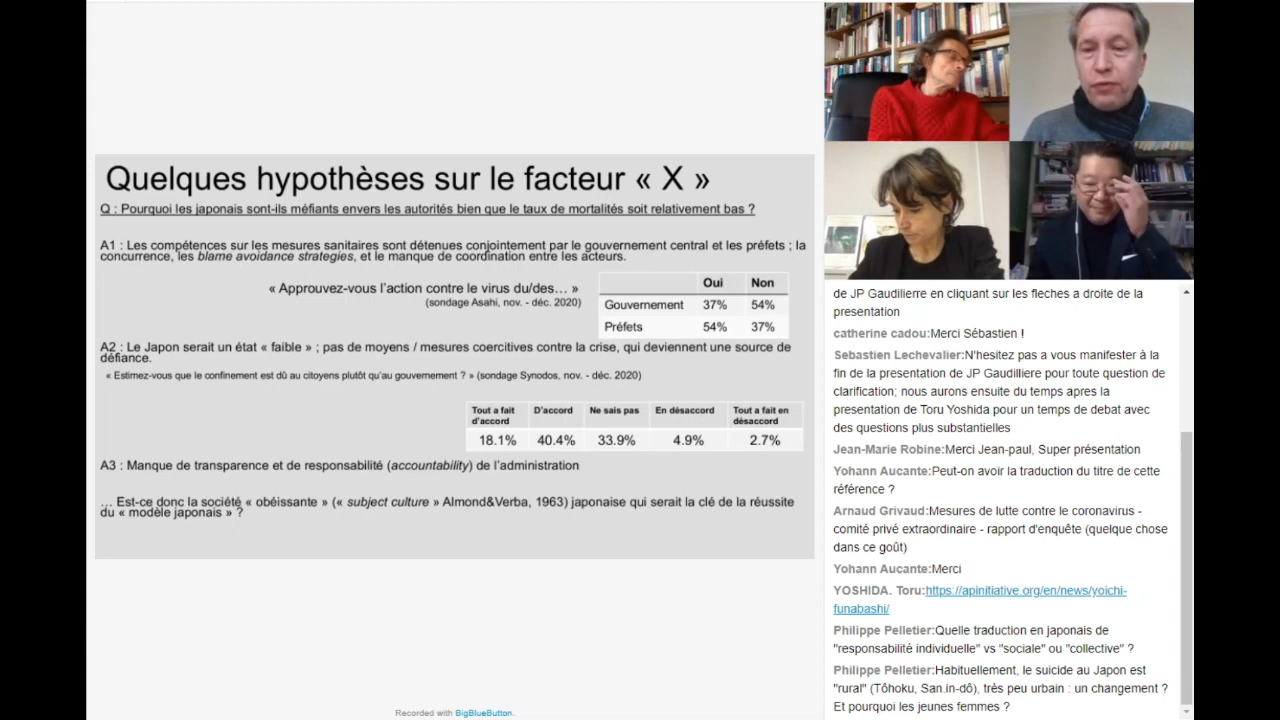 Quelques hypothèses sur le facteur « X »
Q : Pourquoi les japonais sont-ils méfiants envers les autorités bien que le taux de mortalités soit relativement bas ?
A1 : Les compétences sur les mesures sanitaires sont détenues conjointement par le gouvernement central et les préfets ; la
concurrence, les blame avoidance strategies, et le manque de coordination entre les acteurs.
« Approuvez-vous l'action contre le virus du/des… »
(sondage Asahi, nov. - déc. 2020)
Oui Non
Gouvernement 37% 54%
Préfets 54% 37%
A2 : Le Japon serait un état « faible » ; pas de moyens / mesures coercitives contre la crise, qui deviennent une source de
défiance.
« Estimez-vous que le confinement est dû au citoyens plutôt qu'au gouvernement ? » (sondage Synodos, nov. - déc. 2020)
Tout a fait d'accord D'accord Ne sais pas En désaccord Tout a fait en désaccord
18.1% 40.4% 33.9% 4.9% 2.7%
A3 : Manque de transparence et de responsabilité (accountability) de l'administration
… Est-ce donc la société « obéissante » (« subject culture » Almond&Verba, 1963) japonaise qui serait la clé de la réussite
du « modèle japonais » ?
Recorded with BigBlueButton.
de JP Gaudilierre en cliquant sur les fleches a droite de la
presentation
catherine cadou:Merci Sébastien !
Sebastien Lechevalier:N'hesitez pas a vous manifester à la
fin de la presentation de JP Gaudilliere pour toute question de
clarification; nous aurons ensuite du temps apres la
presentation de Toru Yoshida pour un temps de debat avec
des questions plus substantielles
Jean-Marie Robine:Merci Jean-paul, Super présentation
Yohann Aucante:Peut-on avoir la traduction du titre de cette
référence ?
Arnaud Grivaud:Mesures de lutte contre le coronavirus -
comité privé extraordinaire - rapport d'enquête (quelque chose
dans ce goût)
Yohann Aucante:Merci
YOSHIDA. Toru:https://apinitiative.org/en/news/yoichi-
funabashi/
Philippe Pelletier:Quelle traduction en japonais de
"responsabilité individuelle" vs "sociale" ou "collective" ?
Philippe Pelletier:Habituellement, le suicide au Japon est
"rural" (Tôhoku, San.in-dô), très peu urbain : un changement ?
Et pourquoi les jeunes femmes ?